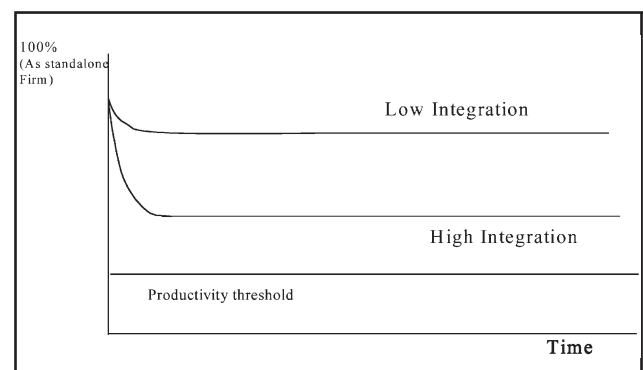 100%
(As standalone
Firm)
Low Integration
High Integration
Productivity threshold
Time